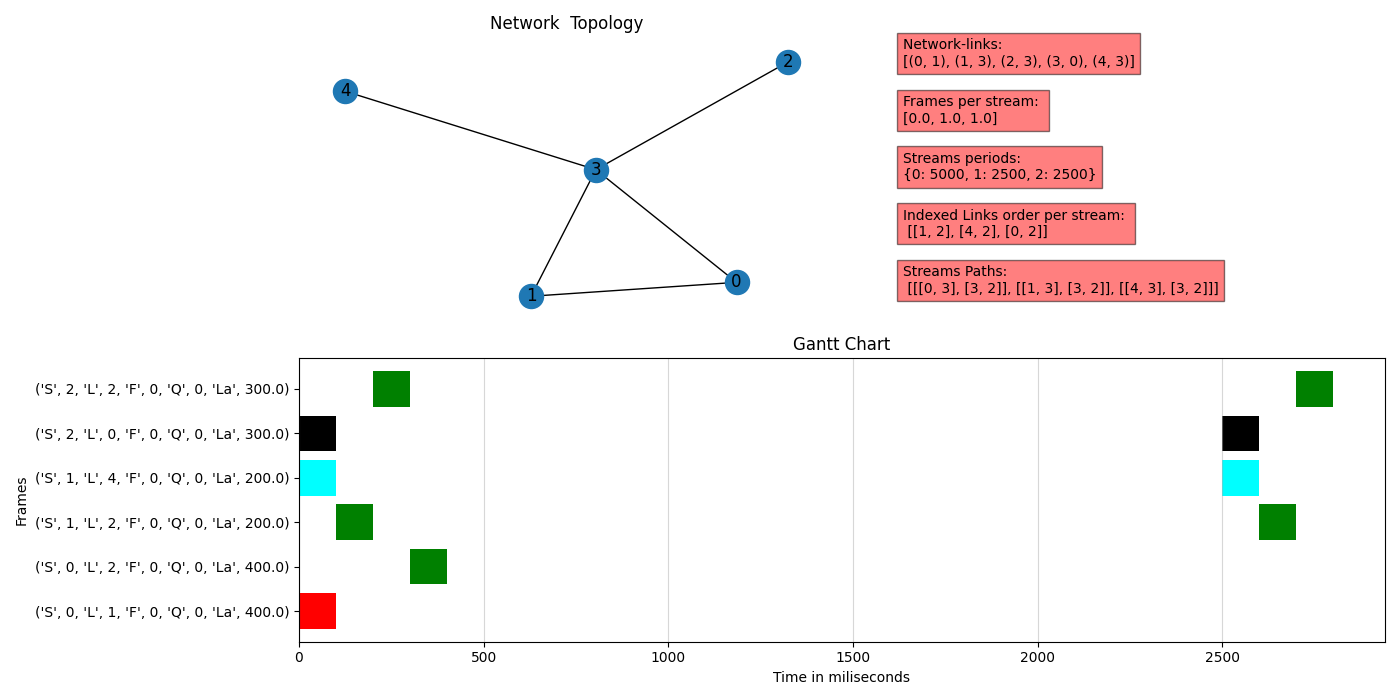 Network  Topology
4
2
3
1
0
Network-links:
[(0, 1), (1, 3), (2, 3), (3, 0), (4, 3)]
Frames per stream:
[0.0, 1.0, 1.0]
Streams periods:
{0: 5000, 1: 2500, 2: 2500}
Indexed Links order per stream:
[[1, 2], [4, 2], [0, 2]]
Streams Paths:
[[[0, 3], [3, 2]], [[1, 3], [3, 2]], [[4, 3], [3, 2]]]
Gantt Chart
Frames
('S', 2, 'L', 2, 'F', 0, 'Q', 0, 'La', 300.0)
('S', 2, 'L', 0, 'F', 0, 'Q', 0, 'La', 300.0)
('S', 1, 'L', 4, 'F', 0, 'Q', 0, 'La', 200.0)
('S', 1, 'L', 2, 'F', 0, 'Q', 0, 'La', 200.0)
('S', 0, 'L', 2, 'F', 0, 'Q', 0, 'La', 400.0)
('S', 0, 'L', 1, 'F', 0, 'Q', 0, 'La', 400.0)
0 500 1000 1500 2000 2500
Time in miliseconds